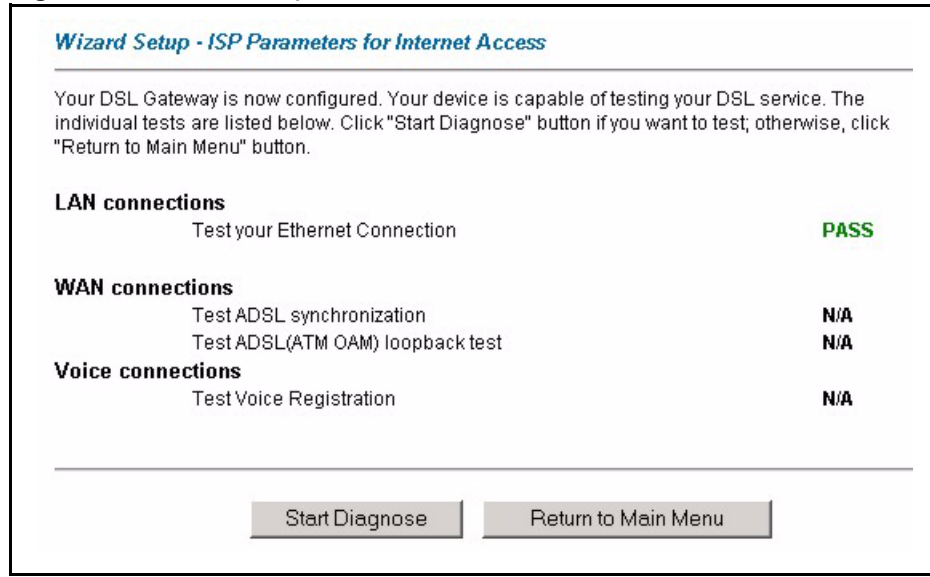 Wizard Setup - ISP Parameters for Internet Access
Your DSL Gateway is now configured. Your device is capable of testing your DSL service. The
individual tests are listed below. Click "Start Diagnose" button if you want to test; otherwise, click
"Return to Main Menu" button.
LAN connections
Test your Ethernet Connection PASS
WAN connections
Test ADSL synchronization N/A
Test ADSL(ATM OAM) loopback test N/A
Voice connections
Test Voice Registration N/A
Start Diagnose Return to Main Menu